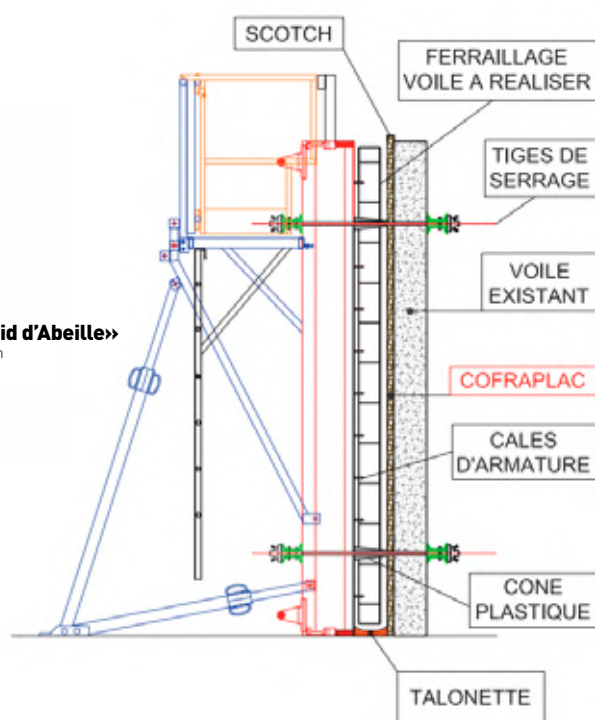 SCOTCH
FERRAILLAGE
VOILE A REALISER
TIGES DE
SERRAGE
VOILE
EXISTANT
id d'Abeille»
n
COFRAPLAC
CALES
D'ARMATURE
CONE
PLASTIQUE
TALONETTE